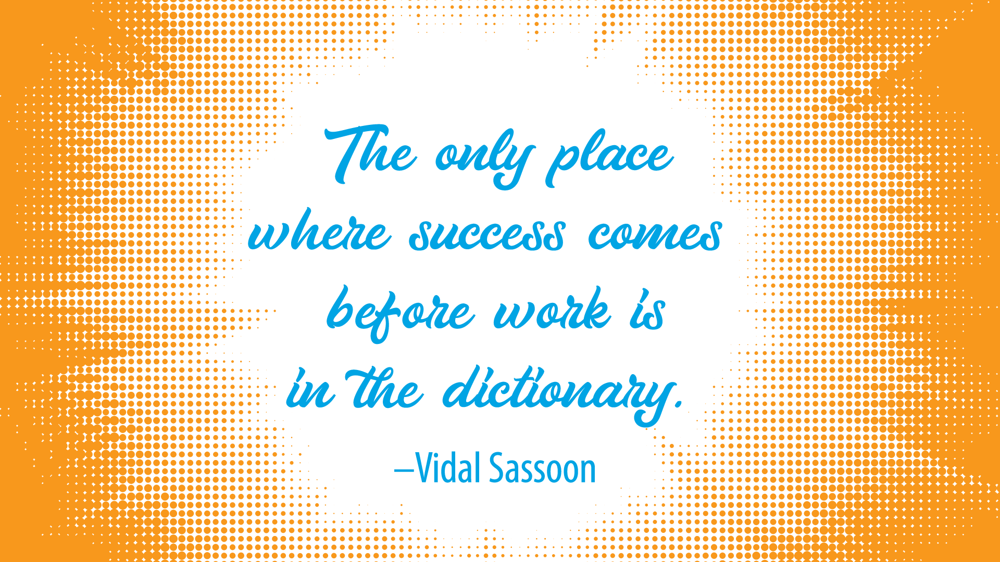 The only place
where success comes
before work is
in the dictionary.
–Vidal Sassoon